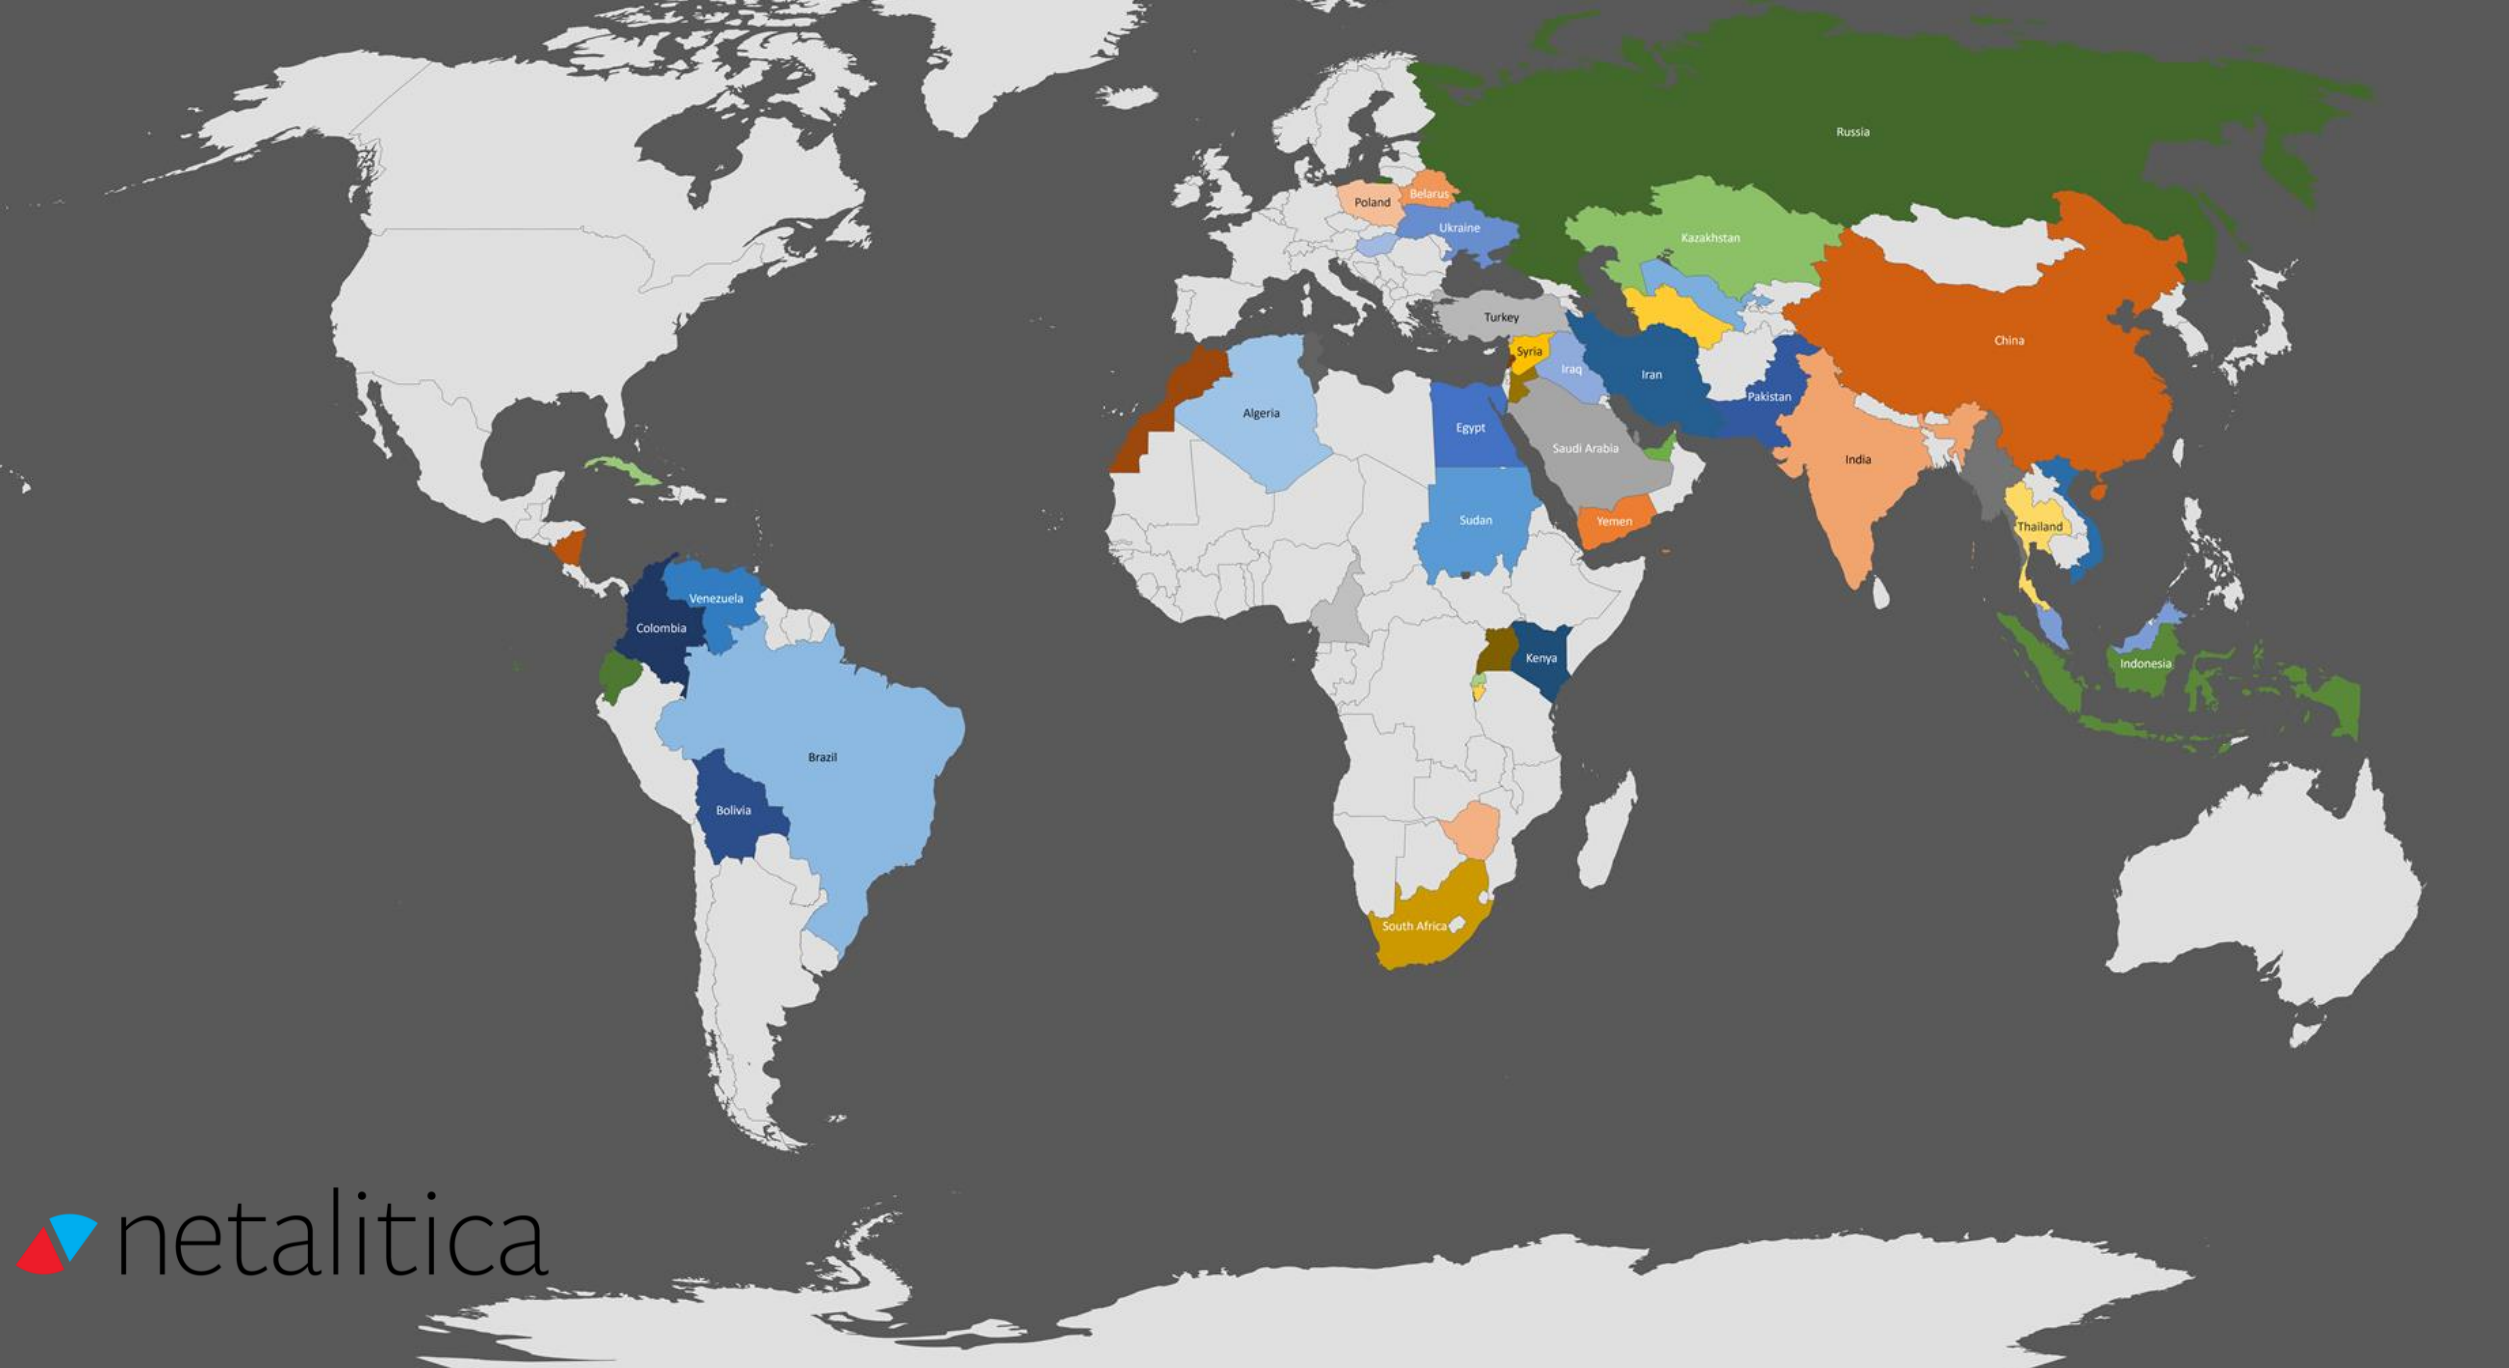 Russia
Belarus
Poland
Ukraine
Kazakhstan
Turkey
China
Syria
Iraq
Iran
Pakistan
Algeria
Egypt
Saudi Arabia
India
Sudan
Yemen
Thailand
Venezuela
Colombia
Kenya
Indonesia
Brazil
Bolivia
South Africa
netalitica